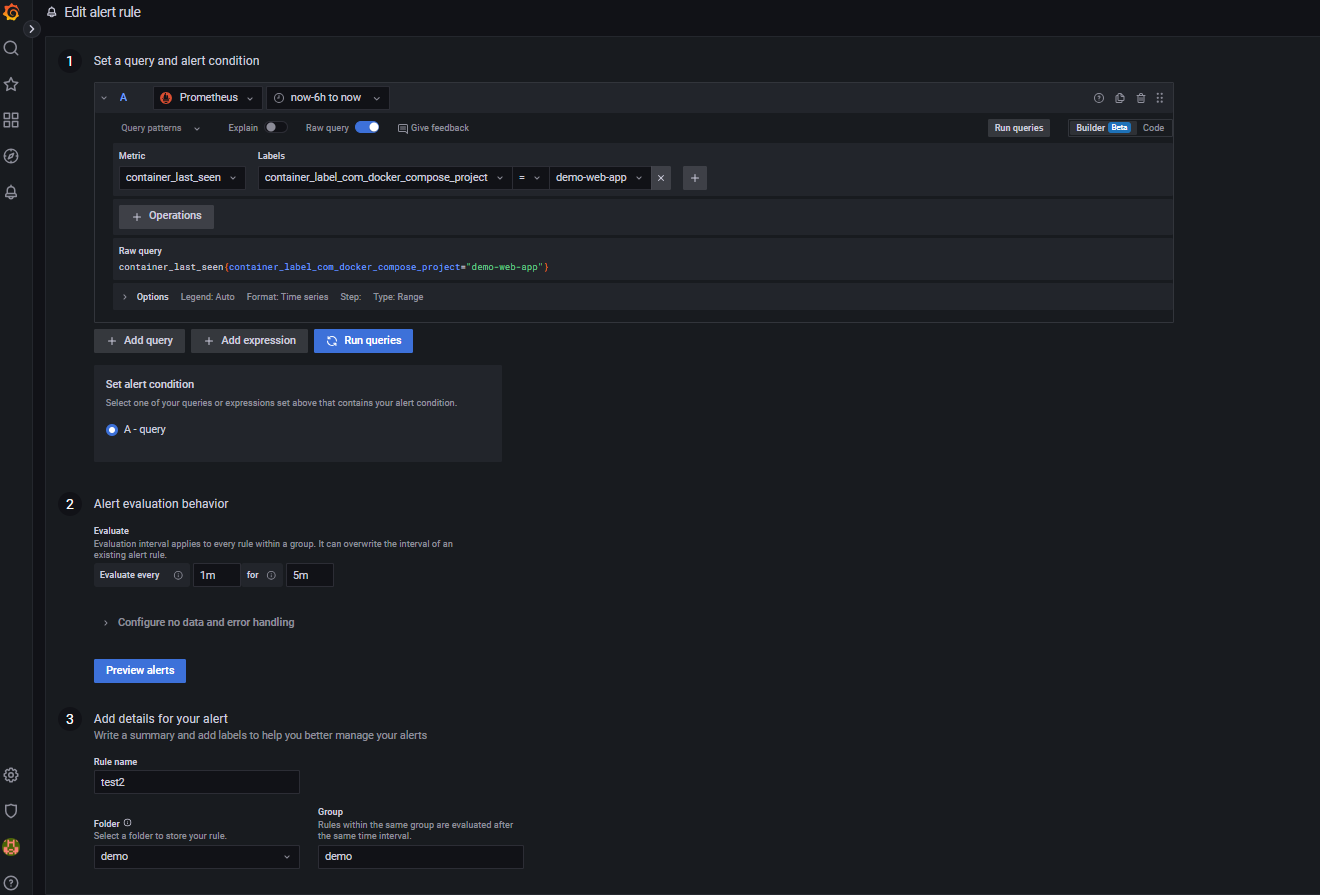 Edit alert rule
1 Set a query and alert condition
A Prometheus now-6h to now
Query patterns Explain Raw query Give feedback Run queries Builder Beta Code
Metric Labels
container_last_seen container_label_com_docker_compose_project = demo-web-app
Operations
Raw query
container_last_seen{container_label_com_docker_compose_project="demo-web-app"}
Options Legend: Auto Format: Time series Step: Type: Range
+ Add query + Add expression Run queries
Set alert condition
Select one of your queries or expressions set above that contains your alert condition.
A - query
2 Alert evaluation behavior
Evaluate
Evaluation interval applies to every rule within a group. It can overwrite the interval of an
existing alert rule.
Evaluate every 1m for 5m
Configure no data and error handling
Preview alerts
3 Add details for your alert
Write a summary and add labels to help you better manage your alerts
Rule name
test2
Folder
Select a folder to store your rule.
demo
Group
Rules within the same group are evaluated after
the same time interval.
demo